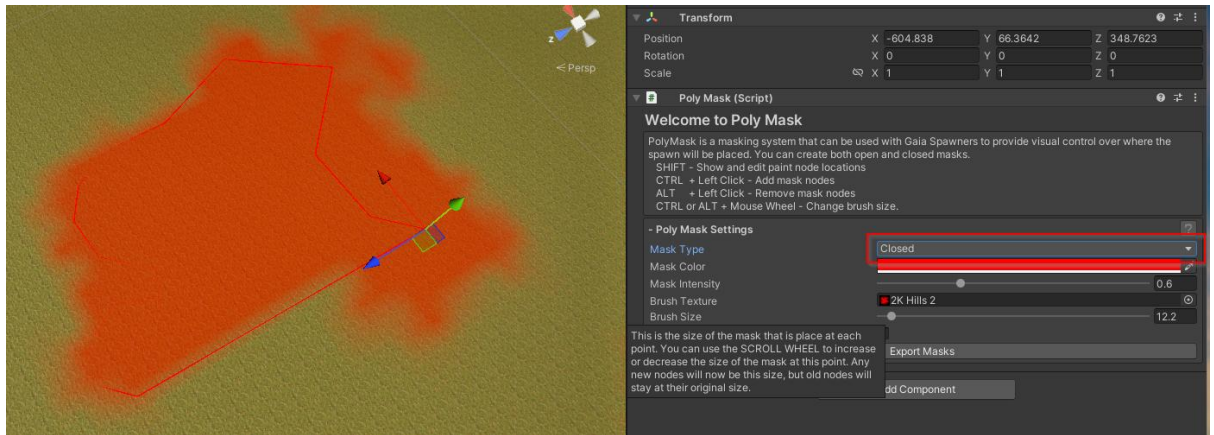 z
< Persp
Transform
Position X -604.838 Y 66.3642 Z 348.7623
Rotation X 0 Y 0 Z 0
Scale X 1 Y 1 Z 1
# Poly Mask (Script)
Welcome to Poly Mask
PolyMask is a masking system that can be used with Gaia Spawners to provide visual control over where the
spawn will be placed. You can create both open and closed masks.
SHIFT - Show and edit paint node locations
CTRL + Left Click - Add mask nodes
ALT + Left Click - Remove mask nodes
CTRL or ALT + Mouse Wheel - Change brush size.
- Poly Mask Settings ?
Mask Type Closed
Mask Color
Mask Intensity 0.6
Brush Texture 2K Hills 2
Brush Size 12.2
This is the size of the mask that is place at each
point. You can use the SCROLL WHEEL to increase
or decrease the size of the mask at this point. Any
new nodes will now be this size, but old nodes will
stay at their original size.
Export Masks
dd Component